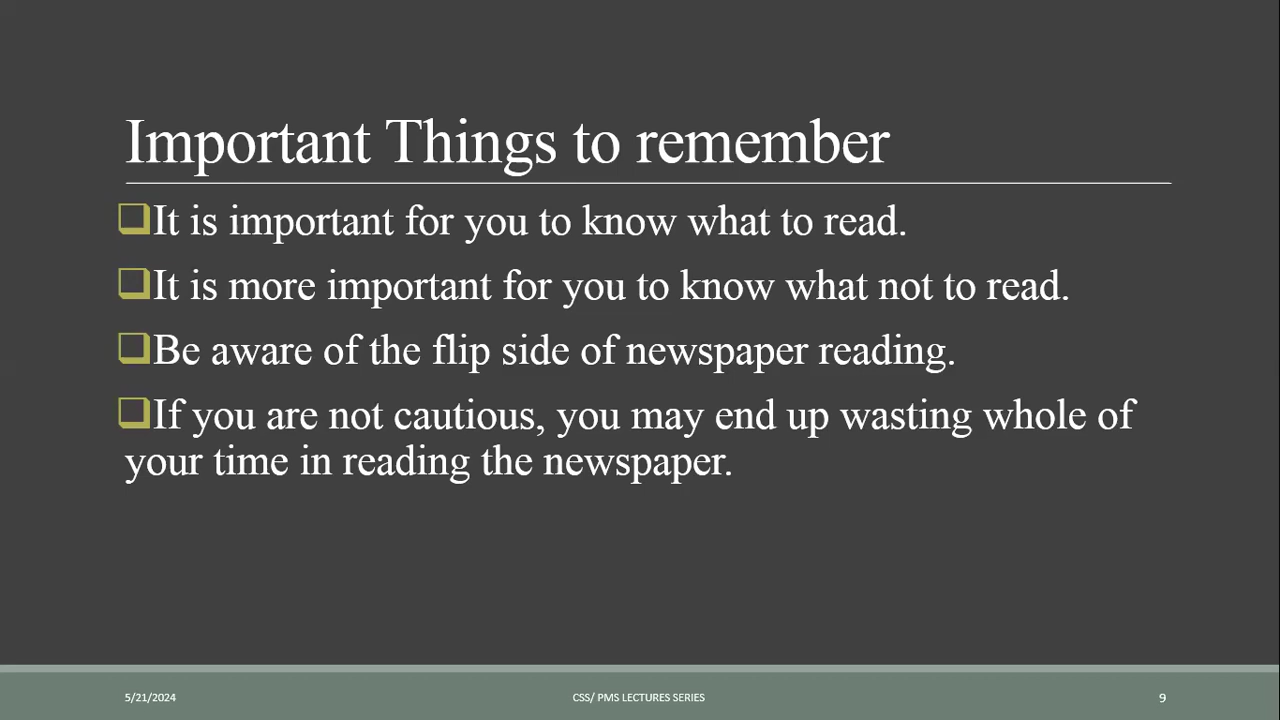 Important Things to remember
It is important for you to know what to read.
It is more important for you to know what not to read.
Be aware of the flip side of newspaper reading.
If you are not cautious, you may end up wasting whole of
your time in reading the newspaper.
5/21/2024
CSS/ PMS LECTURES SERIES
9